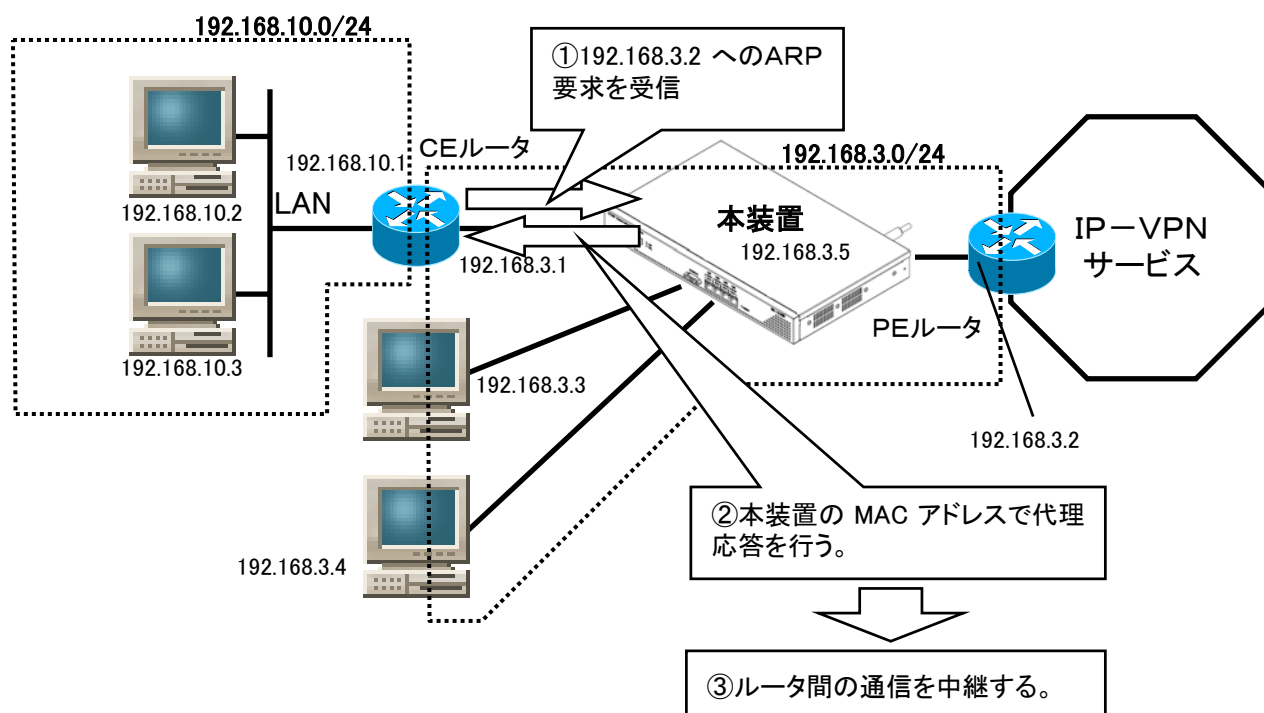 192.168.10.0/24
①192.168.3.2 へのARP
要求を受信
CEルータ
192.168.10.1
192.168.3.0/24
192.168.10.2
LAN
本装置
192.168.3.5
IP－VPN
サービス
192.168.3.1
PEルータ
192.168.10.3
192.168.3.3
192.168.3.2
②本装置の MAC アドレスで代理
応答を行う。
192.168.3.4
③ルータ間の通信を中継する。